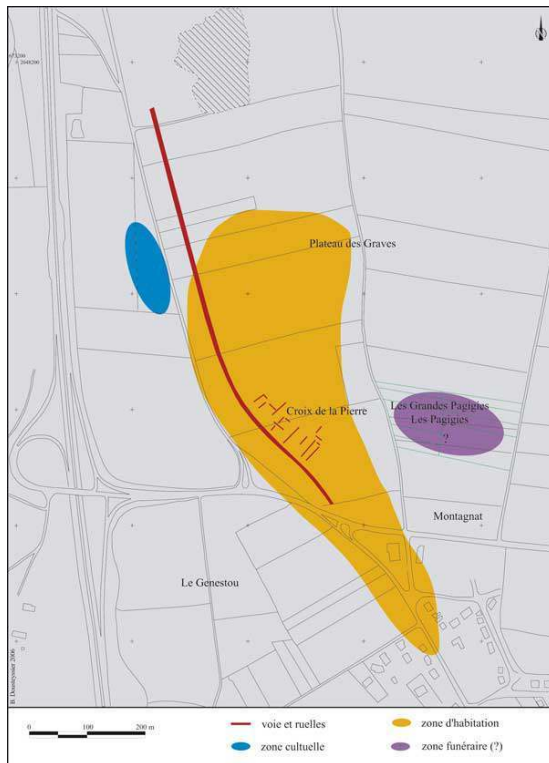 Plateau des Graves
Croix de la Pierre
Les Grandes Pagigies
Les Pagigies
?
Montagnat
Le Genestou
0 100 200 m
voie et ruelles
zone d'habitation
zone cultuelle
zone funéraire (?)